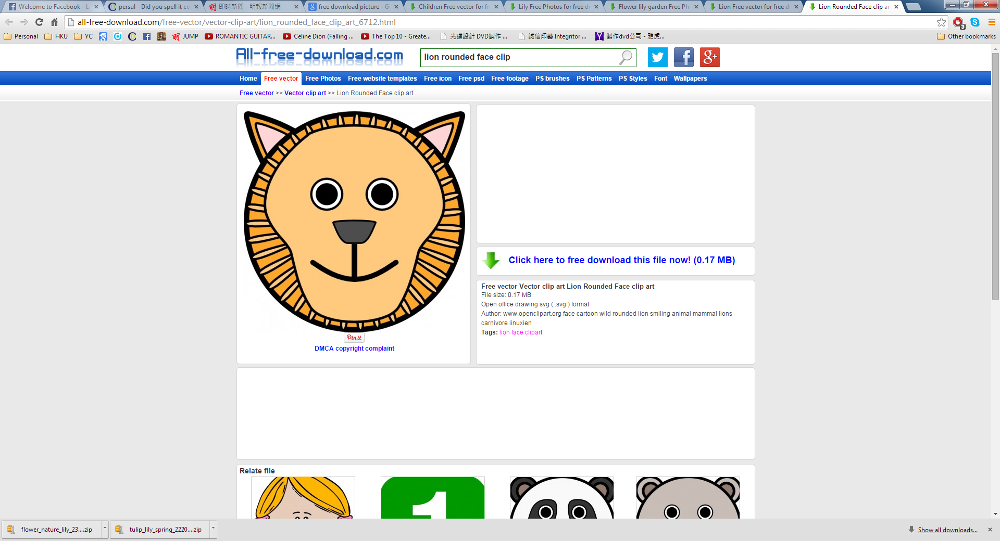 Welcome to Facebook - L
persul - Did you spell it co
即時新聞 - 明報新聞網
free download picture - G
Children Free vector for fr
Lily Free Photos for free d
Flower lily garden Free Ph
Lion Free vector for free d
Lion Rounded Face clip ar
all-free-download.com/free-vector/vector-clip-art/lion_rounded_face_clip_art_6712.html
3
Personal HKU YC JUMP ROMANTIC GUITAR... Celine Dion (Falling ... The Top 10 - Greate... 光碟設計 DVD製作 ... 誠信印藝 Integritor ... 製作dvd公司 - 雅虎... Other bookmarks
All-free-download.com
lion rounded face clip
Home Free vector Free Photos Free website templates Free icon Free psd Free footage PS brushes PS Patterns PS Styles Font Wallpapers
Free vector >> Vector clip art >> Lion Rounded Face clip art
Click here to free download this file now! (0.17 MB)
Free vector Vector clip art Lion Rounded Face clip art
File size: 0.17 MB
Open office drawing svg ( .svg ) format
Author: www.openclipart.org face cartoon wild rounded lion smiling animal mammal lions
carnivore linuxien
Tags: lion face clipart
Pin it
DMCA copyright complaint
Relate file
1
flower_nature_lily_23....zip
tulip_lily_spring_2220....zip
Show all downloads...